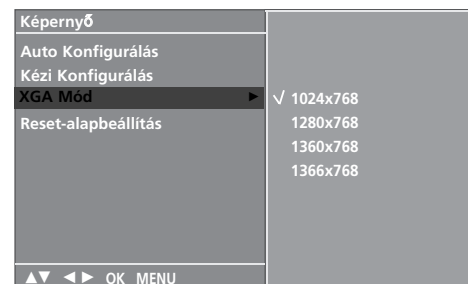 Képernyő
Auto Konfigurálás
Kézi Konfigurálás
XGA Mód ►
Reset-alapbeállítás
√ 1024x768
1280x768
1360x768
1366x768
▲▼ ◄► OK MENU